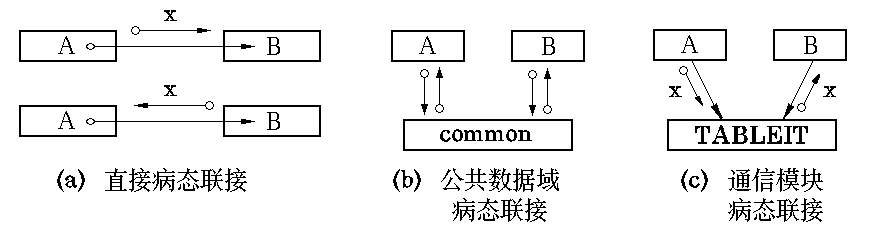 x
A B
x
A B
(a) 直接病态联接
A B
common
(b) 公共数据域
病态联接
A B
x x
TABLEIT
(c) 通信模块
病态联接